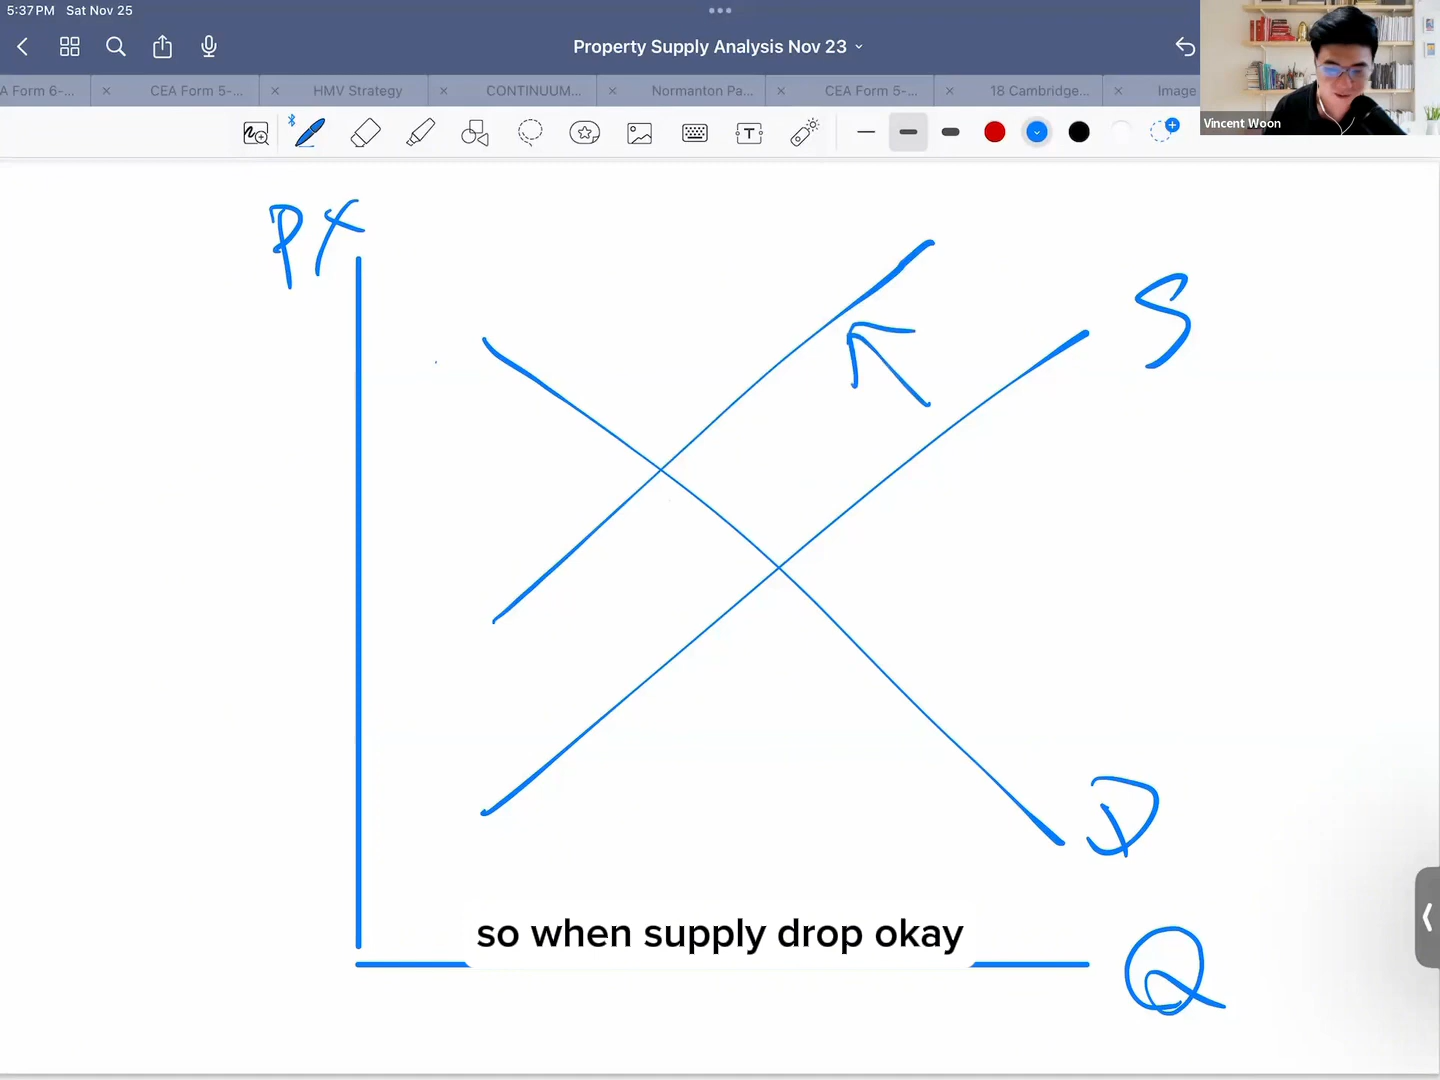 5:37 PM Sat Nov 25
Property Supply Analysis Nov 23
A Form 6-...
CEA Form 5-...
HMV Strategy
CONTINUUM...
Normanton Pa...
CEA Form 5-...
18 Cambridge...
Image
Vincent Woon
T
PX
S
D
so when supply drop okay
Q